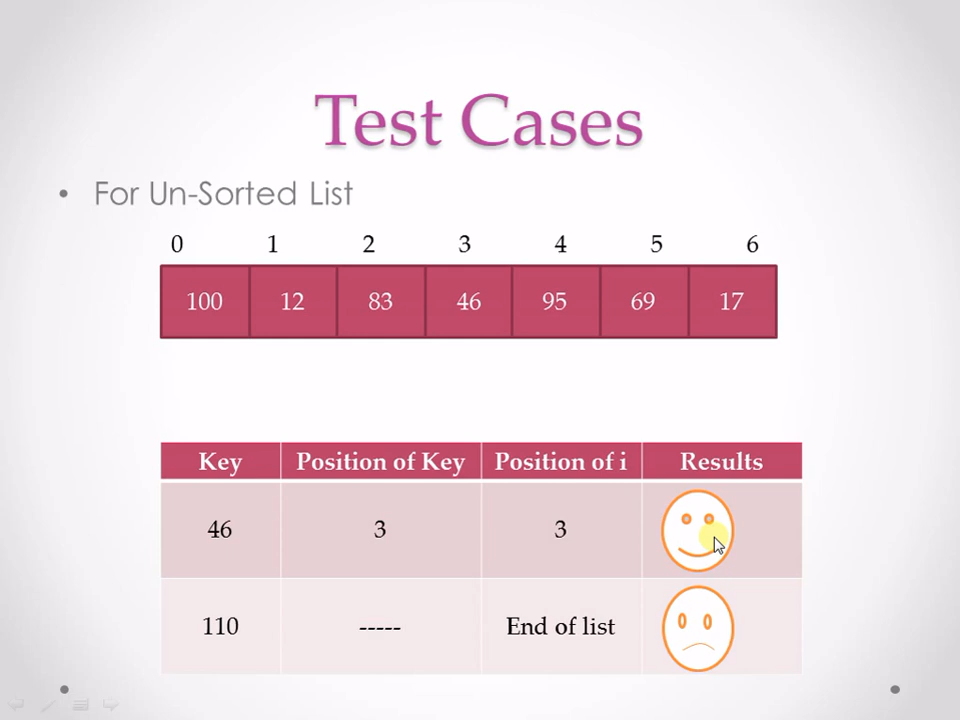 Test Cases
• For Un-Sorted List
0 1 2 3 4 5 6
100 12 83 46 95 69 17
Key Position of Key Position of i Results
46 3 3
110 ----- End of list